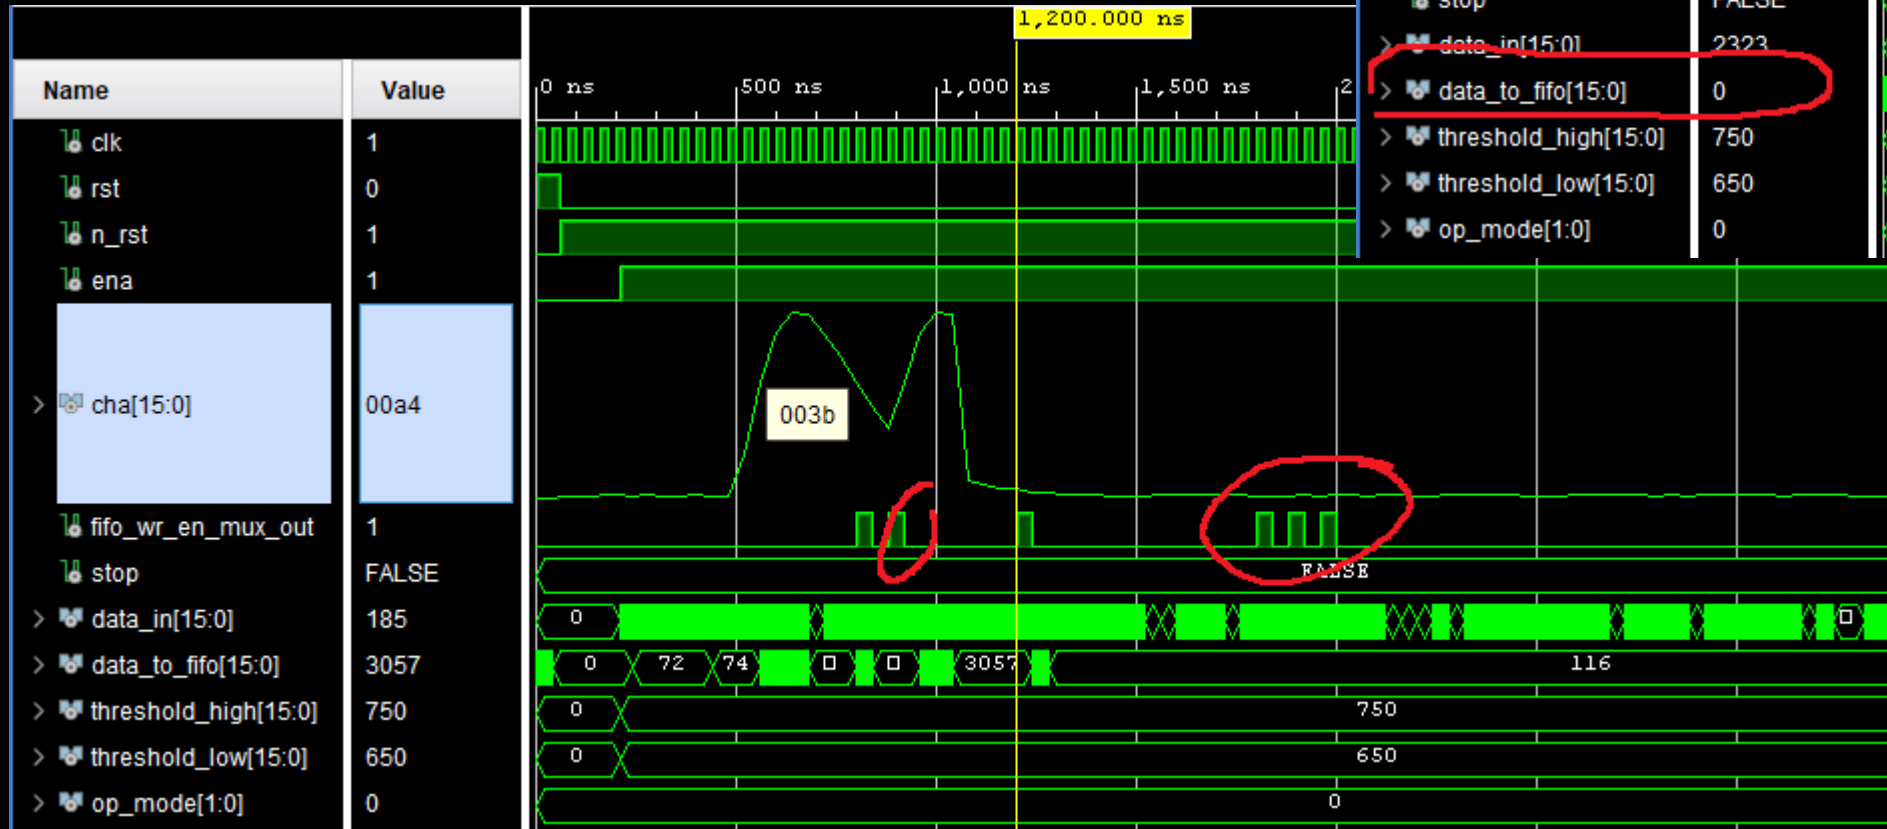 1,200.000 ns
stop FALSE
data_in[15:0] 2323
data_to_fifo[15:0] 0
threshold_high[15:0] 750
threshold_low[15:0] 650
op_mode[1:0] 0
Name Value 0 ns 500 ns 1,000 ns 1,500 ns 2
clk 1
rst 0
n_rst 1
ena 1
cha[15:0] 00a4 003b
fifo_wr_en_mux_out 1
stop FALSE FALSE
data_in[15:0] 185 0
data_to_fifo[15:0] 3057 0 72 74 3057 116
threshold_high[15:0] 750 0 750
threshold_low[15:0] 650 0 650
op_mode[1:0] 0 0